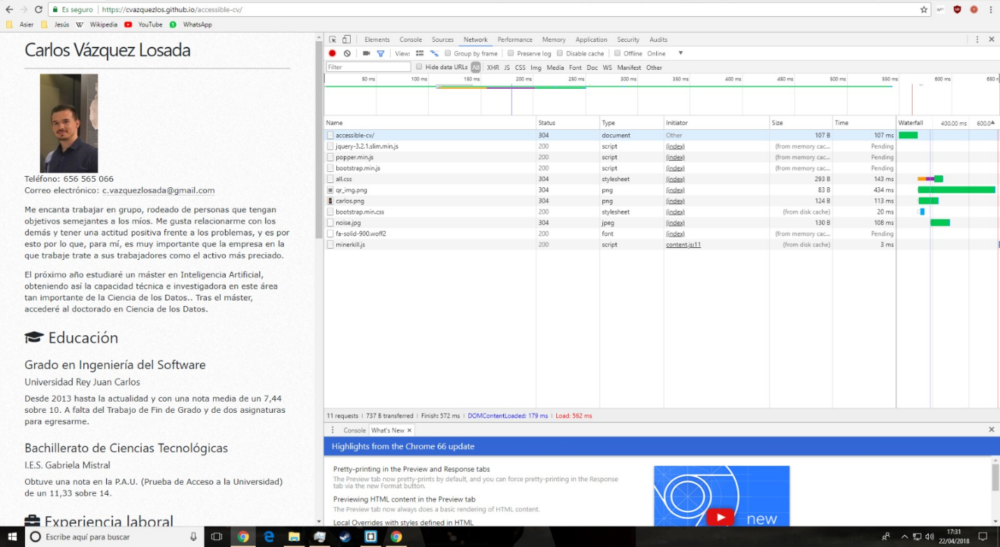 Es seguro | https://cvazquezlos.github.io/accessible-cv/
Asier Jesús Wikipedia YouTube WhatsApp
Carlos Vázquez Losada
Teléfono: 656 565 066
Correo electrónico: c.vazquezlosada@gmail.com
Me encanta trabajar en grupo, rodeado de personas que tengan
objetivos semejantes a los míos. Me gusta relacionarme con los
demás y tener una actitud positiva frente a los problemas, y es por
esto por lo que, para mí, es muy importante que la empresa en la
que trabaje trate a sus trabajadores como el activo más preciado.
El próximo año estudiaré un máster en Inteligencia Artificial,
obteniendo así la capacidad técnica e investigadora en este área
tan importante de la Ciencia de los Datos.. Tras el máster,
accederé al doctorado en Ciencia de los Datos.
Educación
Grado en Ingeniería del Software
Universidad Rey Juan Carlos
Desde 2013 hasta la actualidad y con una nota media de un 7,44
sobre 10. A falta del Trabajo de Fin de Grado y de dos asignaturas
para egresarme.
Bachillerato de Ciencias Tecnológicas
I.E.S. Gabriela Mistral
Obtuve una nota en la P.A.U. (Prueba de Acceso a la Universidad)
de un 11,33 sobre 14.
Experiencia laboral
Elements Console Sources Network Performance Memory Application Security Audits
View: Group by frame Preserve log Disable cache Offline Online
Filter Hide data URLs All XHR JS CSS Img Media Font Doc WS Manifest Other
50 ms 100 ms 150 ms 200 ms 250 ms 300 ms 350 ms 400 ms 450 ms 500 ms 550 ms 600 ms 650
Name Status Type Initiator Size Time Waterfall 400.00 ms 600.0
accessible-cv/ 304 document Other 107 B 107 ms
jquery-3.2.1.slim.min.js 200 script (index) (from memory cac... Pending
popper.min.js 200 script (index) (from memory cac... Pending
bootstrap.min.js 200 script (index) (from memory cac... Pending
all.css 304 stylesheet (index) 293 B 143 ms
qr_img.png 304 png (index) 83 B 434 ms
carlos.png 304 png (index) 124 B 113 ms
bootstrap.min.css 200 stylesheet (index) (from disk cache) 20 ms
noise.jpg 304 jpeg (index) 130 B 108 ms
fa-solid-900.woff2 200 font (index) (from memory cac... Pending
minerkill.js 200 script content.js:11 (from disk cache) 3 ms
11 requests | 737 B transferred | Finish: 572 ms | DOMContentLoaded: 179 ms | Load: 562 ms
Console What's New
Highlights from the Chrome 66 update
Pretty-printing in the Preview and Response tabs
The Preview tab now pretty-prints by default, and you can force pretty-printing in the Response
tab via the new Format button.
Previewing HTML content in the Preview tab
The Preview tab now always does a basic rendering of HTML content.
Local Overrides with styles defined in HTML
new
Escribe aquí para buscar
17:31
22/04/2018